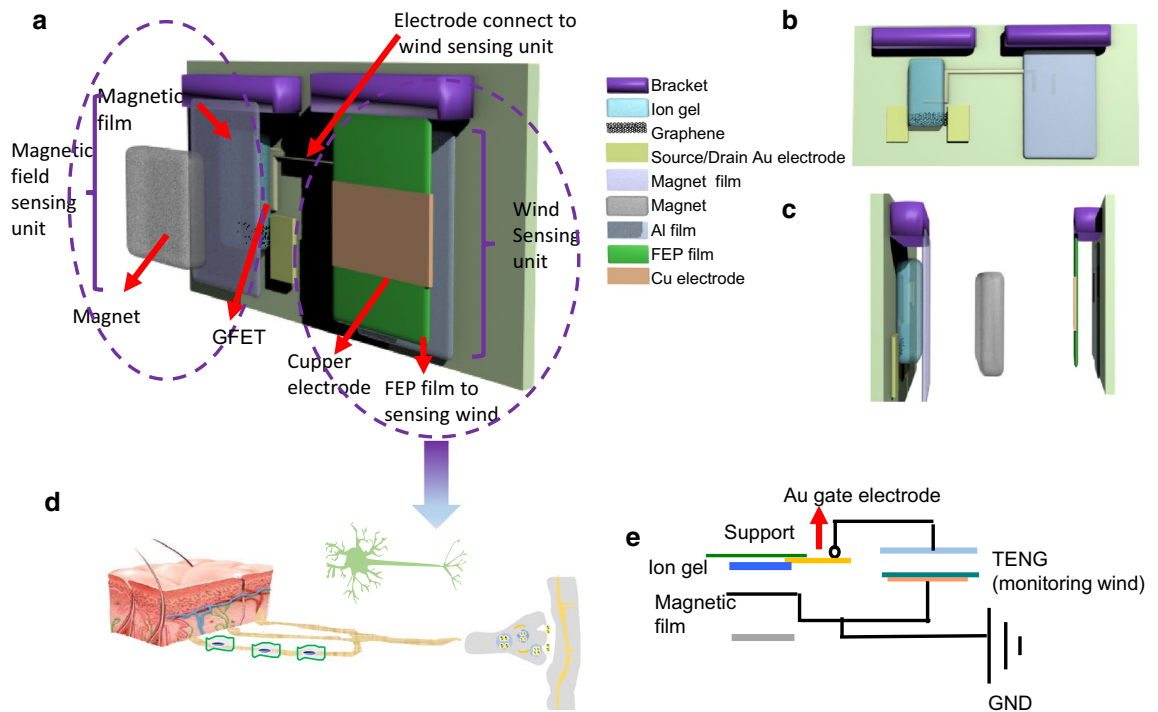 a
Electrode connect to
wind sensing unit
Magnetic
film
Magnetic
field
sensing
unit
Magnet
GFET
Cupper
electrode
FEP film to
sensing wind
Wind
Sensing
unit
Bracket
Ion gel
Graphene
Source/Drain Au electrode
Magnet film
Magnet
Al film
FEP film
Cu electrode
b
c
d
e
Au gate electrode
Support
Ion gel
Magnetic
film
TENG
(monitoring wind)
GND